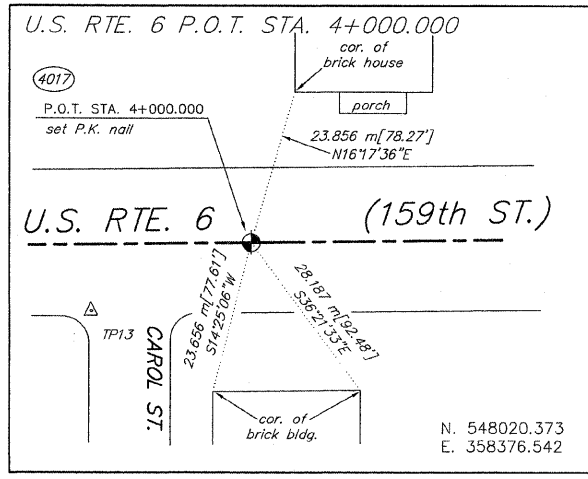 U.S. RTE. 6 P.O.T. STA. 4+000.000
cor. of
brick house
4017
porch
P.O.T. STA. 4+000.000
set P.K. nail
23.856 m[78.27']
N16°17'36"E
U.S. RTE. 6 (159th ST.)
23.656 m[77.61']
S14°25'06"W
28.187 m[92.48']
S36°21'33"E
TP13
CAROL ST.
cor. of
brick bldg.
N. 548020.373
E. 358376.542